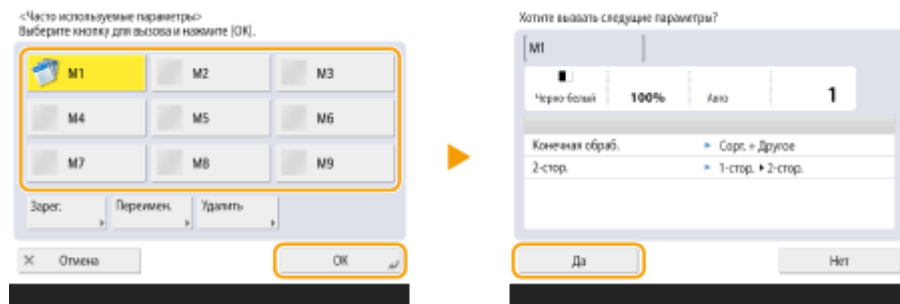 <Часто используемые параметры>
Выберите кнопку для вызова и нажмите [OK].
M1 M2 M3
M4 M5 M6
M7 M8 M9
Зарег. Переимен. Удалить
× Отмена OK
Хотите вызвать следущие параметры?
M1
Черно-белый 100% Авто 1
Конечная обраб. ► Сорт. + Другое
2-стор. ► 1-стор. ► 2-стор.
Да Нет